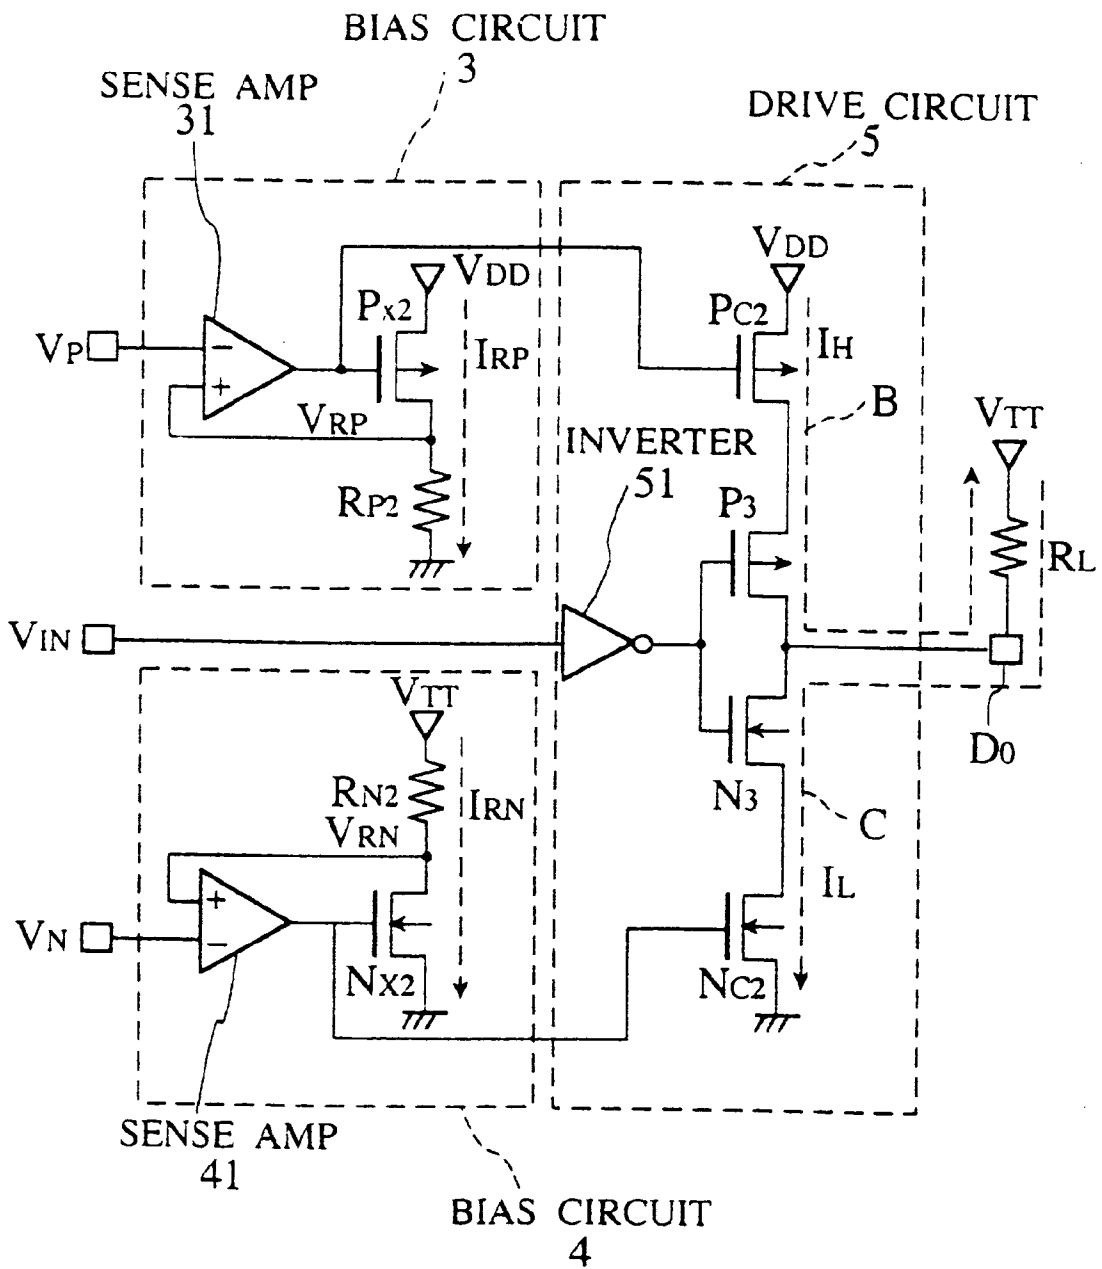 BIAS CIRCUIT
3
SENSE AMP
31
DRIVE CIRCUIT
5
VDD
VDD
PX2
PC2
VP
−
+
IRP
IH
VRP
B
VTT
INVERTER
51
RP2
P3
RL
VIN
VTT
D0
RN2
IRN
N3
VRN
C
+
−
IL
VN
NX2
NC2
SENSE AMP
41
BIAS CIRCUIT
4